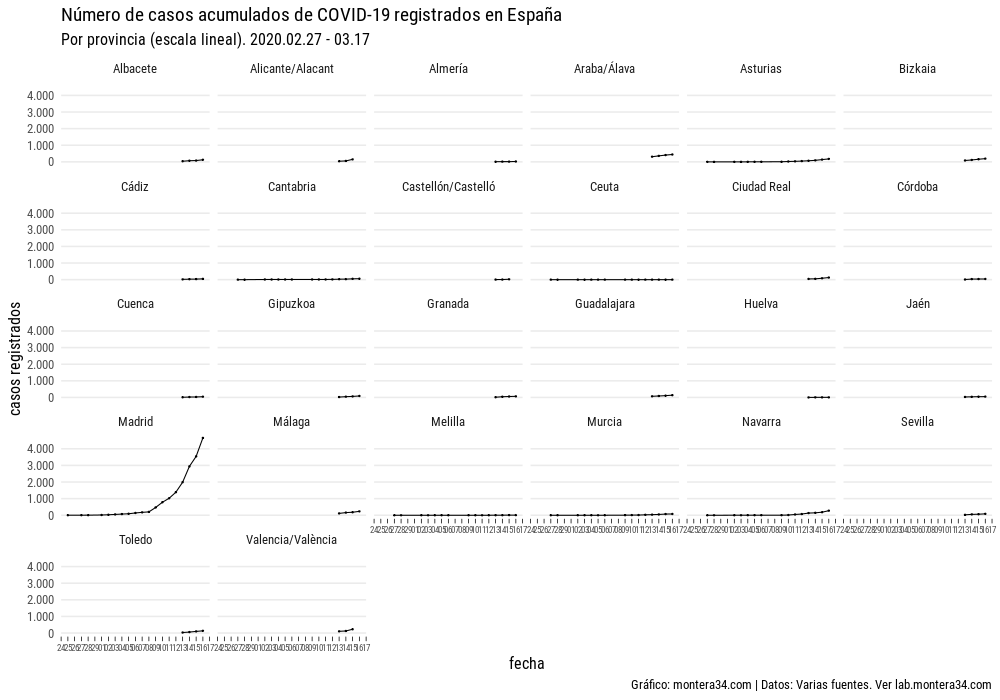 Número de casos acumulados de COVID-19 registrados en España
Por provincia (escala lineal). 2020.02.27 - 03.17
Albacete Alicante/Alacant Almería Araba/Álava Asturias Bizkaia
4.000
3.000
2.000
1.000
0
Cádiz Cantabria Castellón/Castelló Ceuta Ciudad Real Córdoba
4.000
3.000
2.000
1.000
0
Cuenca Gipuzkoa Granada Guadalajara Huelva Jaén
4.000
3.000
2.000
1.000
0
Madrid Málaga Melilla Murcia Navarra Sevilla
4.000
3.000
2.000
1.000
0
Toledo Valencia/València
4.000
3.000
2.000
1.000
0
casos registrados
fecha
Gráfico: montera34.com | Datos: Varias fuentes. Ver lab.montera34.com